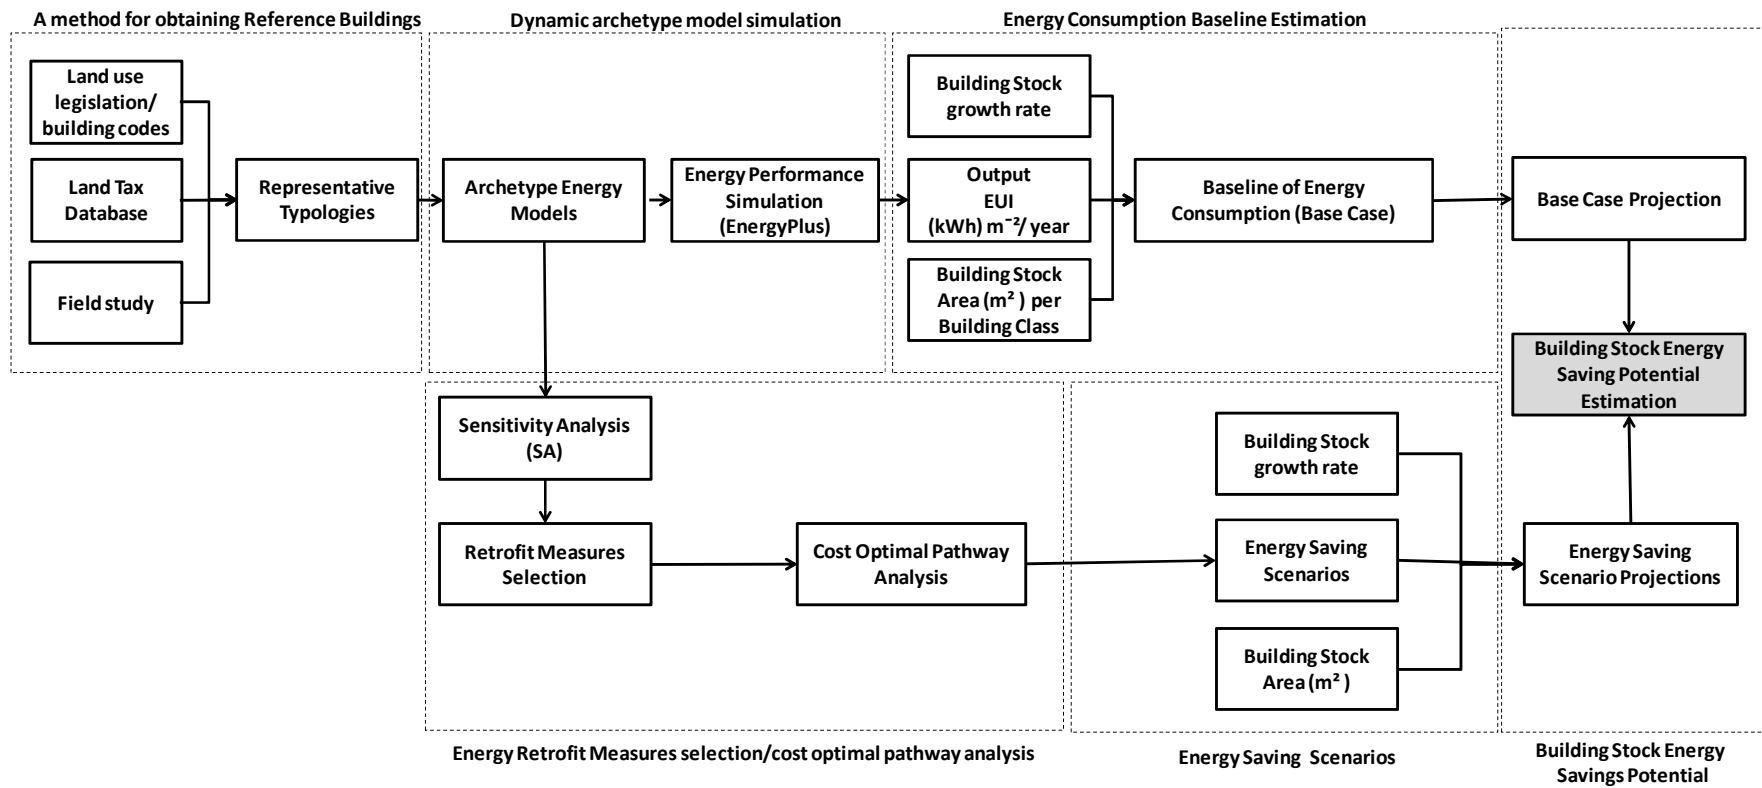 A method for obtaining Reference Buildings
Dynamic archetype model simulation
Energy Consumption Baseline Estimation
Land use
legislation/
building codes
Land Tax
Database
Field study
Representative
Typologies
Archetype Energy
Models
Energy Performance
Simulation
(EnergyPlus)
Building Stock
growth rate
Output
EUI
(kWh) m⁻²/ year
Building Stock
Area (m² ) per
Building Class
Baseline of Energy
Consumption (Base Case)
Base Case Projection
Building Stock Energy
Saving Potential
Estimation
Sensitivity Analysis
(SA)
Retrofit Measures
Selection
Cost Optimal Pathway
Analysis
Building Stock
growth rate
Energy Saving
Scenarios
Building Stock
Area (m² )
Energy Saving
Scenario Projections
Energy Retrofit Measures selection/cost optimal pathway analysis
Energy Saving Scenarios
Building Stock Energy
Savings Potential